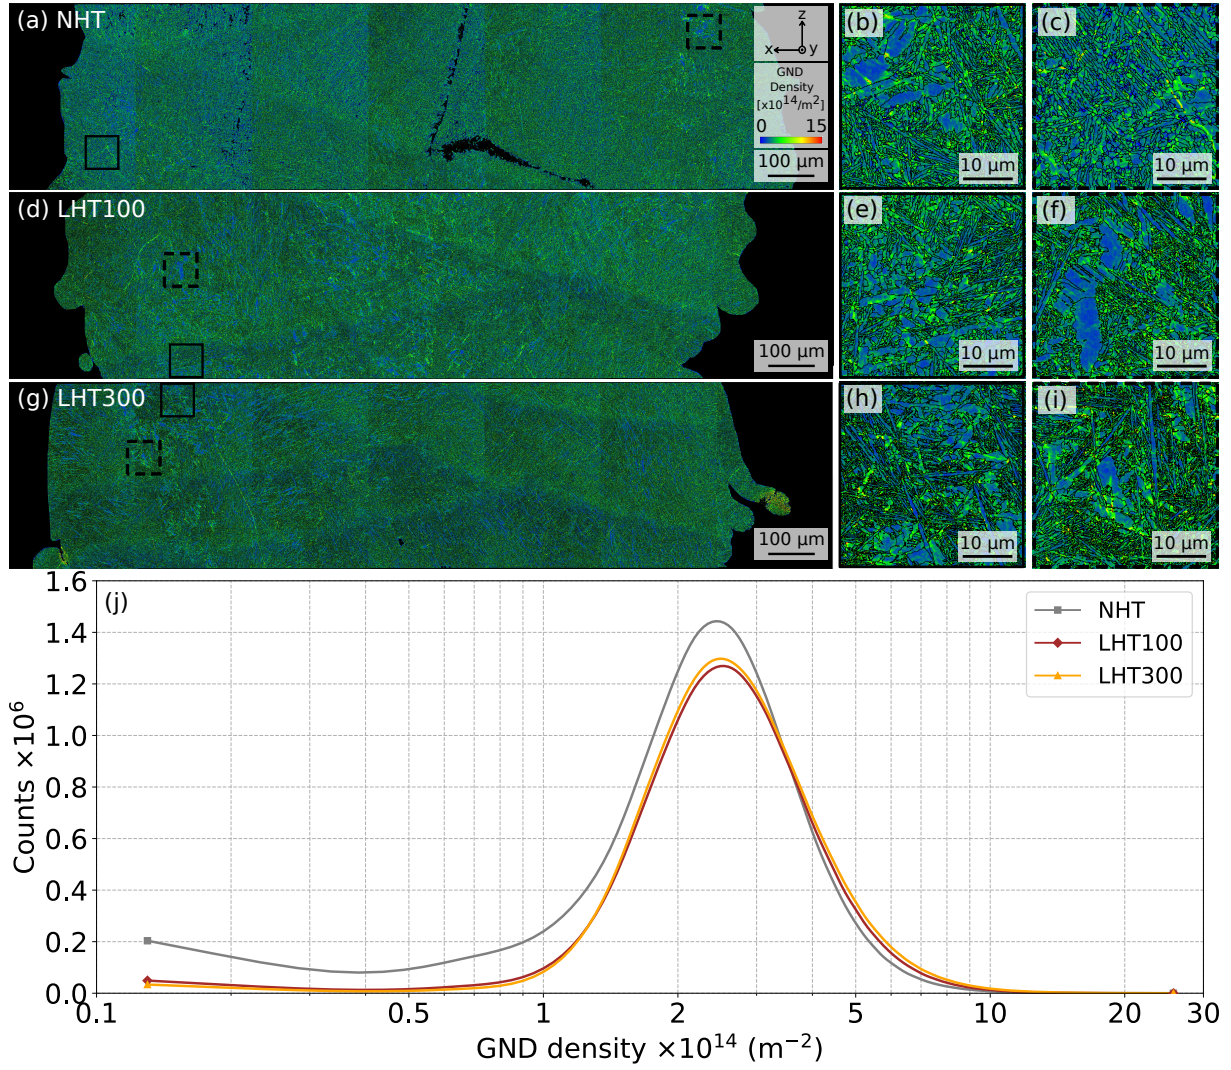 (a) NHT
z
x
y
GND
Density
[x10¹⁴/m²]
0 15
100 μm
(b)
10 μm
(c)
10 μm
(d) LHT100
100 μm
(e)
10 μm
(f)
10 μm
(g) LHT300
100 μm
(h)
10 μm
(i)
10 μm
(j)
NHT
LHT100
LHT300
Counts ×10⁶
1.6
1.4
1.2
1.0
0.8
0.6
0.4
0.2
0.0
0.1 0.5 1 2 5 10 30
GND density ×10¹⁴ (m⁻²)